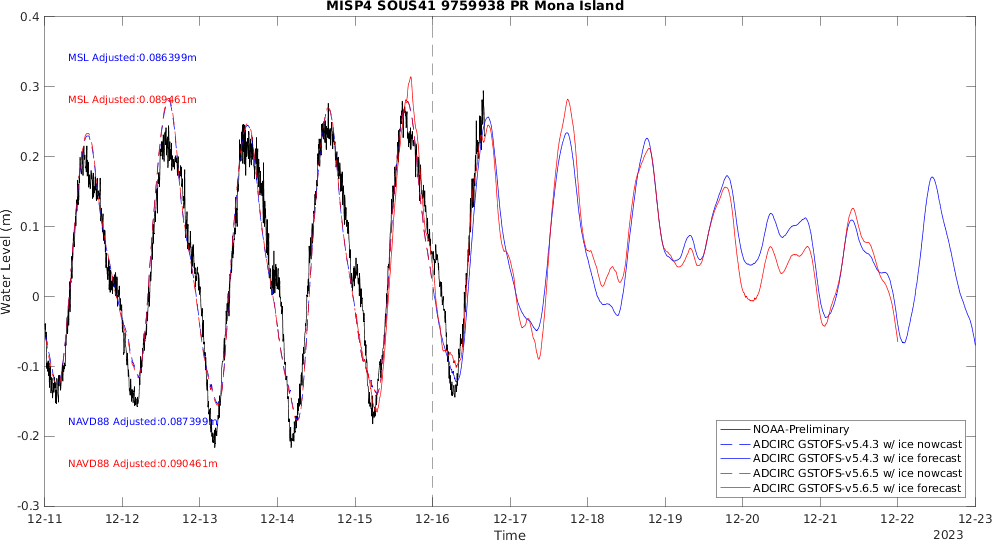 MISP4 SOUS41 9759938 PR Mona Island
0.4
0.3
0.2
0.1
0
-0.1
-0.2
-0.3
Water Level (m)
MSL Adjusted:0.086399m
MSL Adjusted:0.089461m
NAVD88 Adjusted:0.087399m
NAVD88 Adjusted:0.090461m
NOAA-Preliminary
ADCIRC GSTOFS-v5.4.3 w/ ice nowcast
ADCIRC GSTOFS-v5.4.3 w/ ice forecast
ADCIRC GSTOFS-v5.6.5 w/ ice nowcast
ADCIRC GSTOFS-v5.6.5 w/ ice forecast
12-11 12-12 12-13 12-14 12-15 12-16 12-17 12-18 12-19 12-20 12-21 12-22 12-23
Time
2023